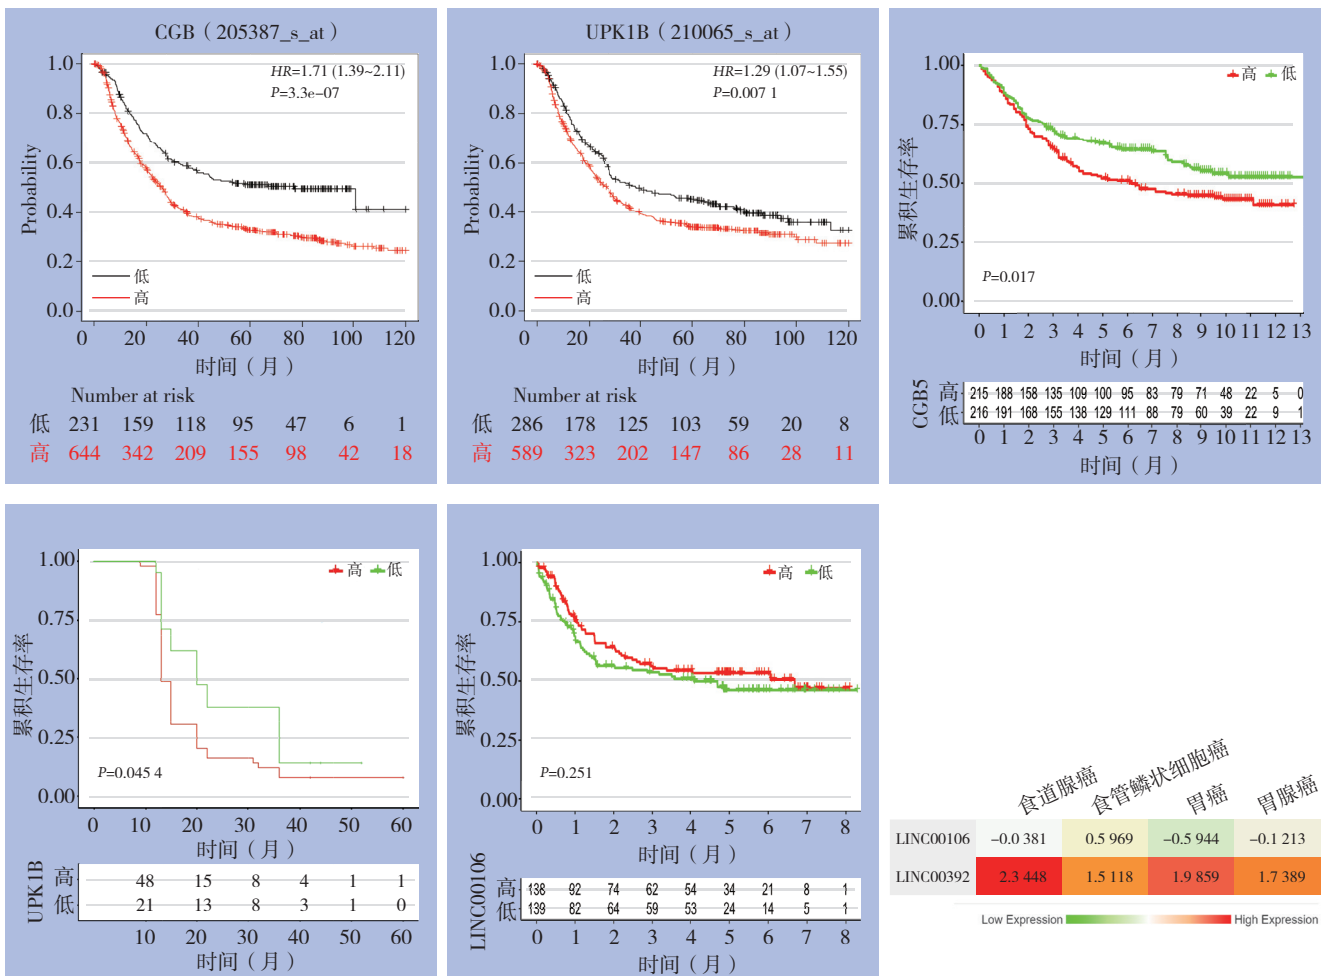 CGB（205387_s_at）
1.0
0.8
0.6
0.4
0.2
0.0
Probability
HR=1.71 (1.39~2.11)
P=3.3e−07
低
高
0 20 40 60 80 100 120
时间（月）
Number at risk
低 231 159 118 95 47 6 1
高 644 342 209 155 98 42 18
UPK1B（210065_s_at）
1.0
0.8
0.6
0.4
0.2
0.0
Probability
HR=1.29 (1.07~1.55)
P=0.007 1
低
高
0 20 40 60 80 100 120
时间（月）
Number at risk
低 286 178 125 103 59 20 8
高 589 323 202 147 86 28 11
1.00
0.75
0.50
0.25
0.00
累积生存率
高 低
P=0.017
0 1 2 3 4 5 6 7 8 9 10 11 12 13
时间（月）
CGB5
高 215 188 158 135 109 100 95 83 79 71 48 22 5 0
低 216 191 168 155 138 129 111 88 79 60 39 22 9 1
0 1 2 3 4 5 6 7 8 9 10 11 12 13
时间（月）
1.00
0.75
0.50
0.25
0.00
累积生存率
高 低
P=0.045 4
0 10 20 30 40 50 60
时间（月）
UPK1B
高 48 15 8 4 1 1
低 21 13 8 3 1 0
10 20 30 40 50 60
时间（月）
1.00
0.75
0.50
0.25
0.00
累积生存率
高 低
P=0.251
0 1 2 3 4 5 6 7 8
时间（月）
LINC00106
高 138 92 74 62 54 34 21 8 1
低 139 82 64 59 53 24 14 5 1
0 1 2 3 4 5 6 7 8
时间（月）
食道腺癌 食管鳞状细胞癌 胃癌 胃腺癌
LINC00106 −0.0 381 0.5 969 −0.5 944 −0.1 213
LINC00392 2.3 448 1.5 118 1.9 859 1.7 389
Low Expression High Expression